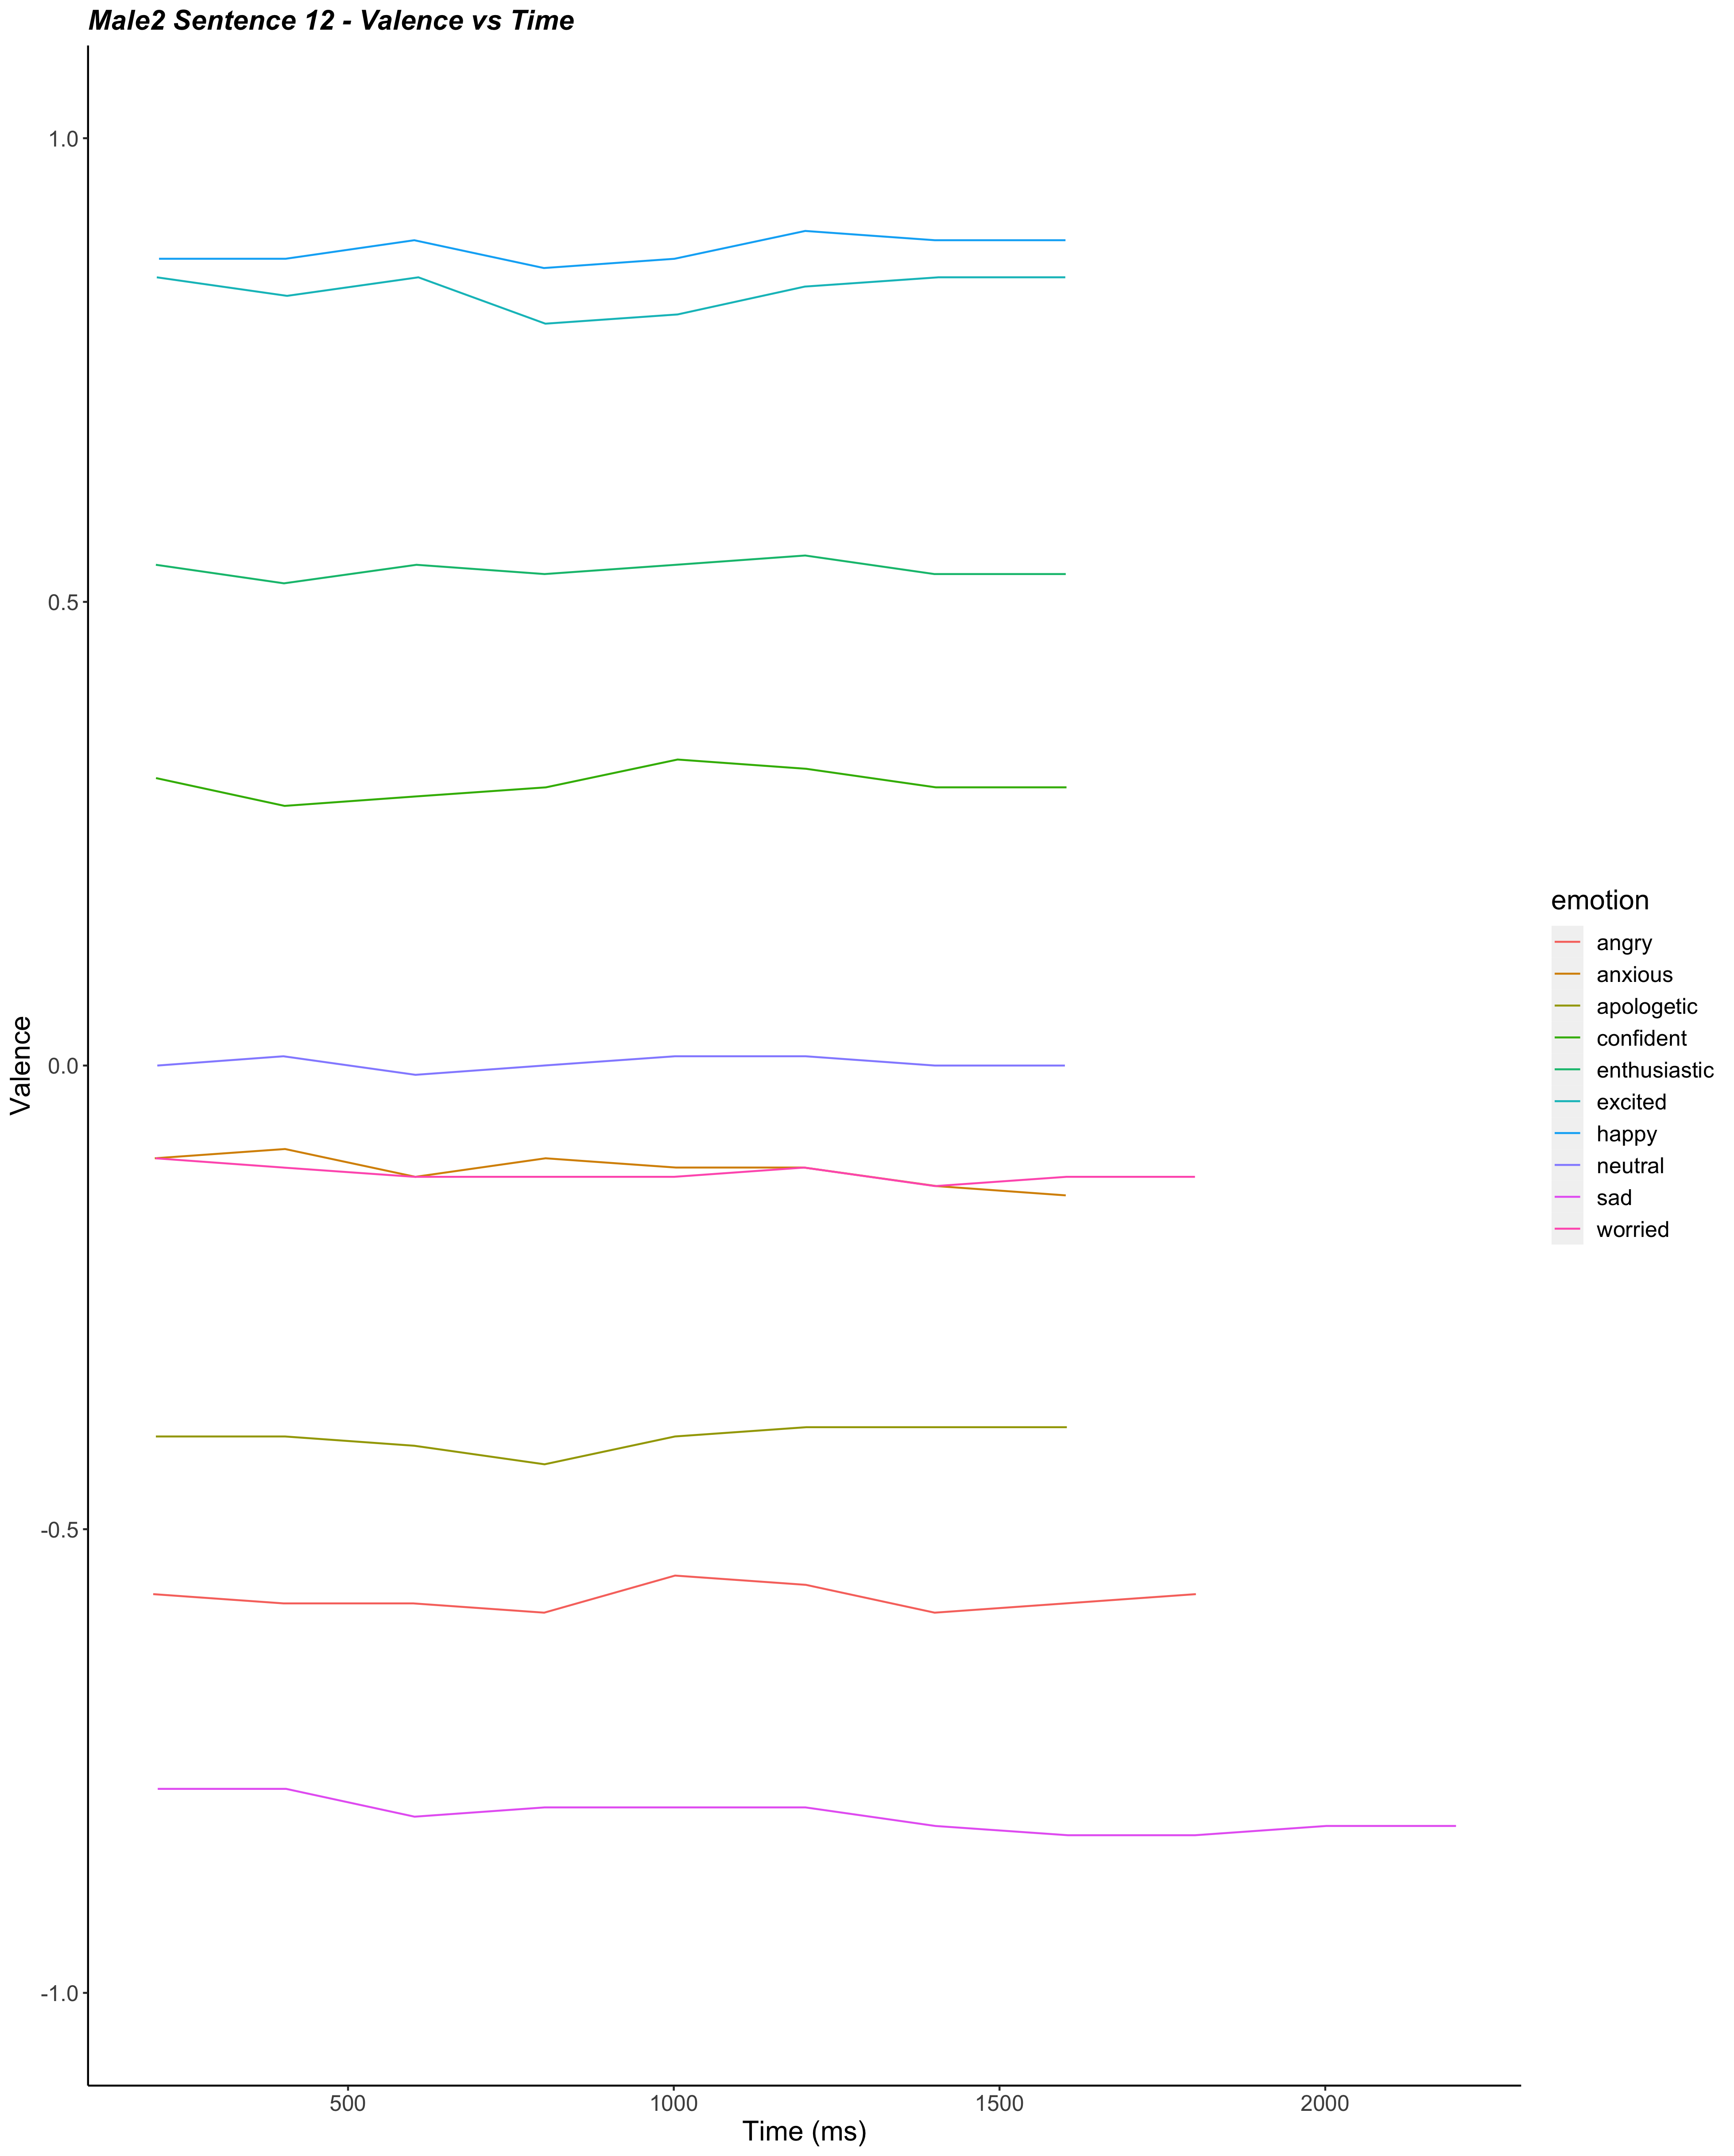 Male2 Sentence 12 - Valence vs Time
1.0
0.5
0.0
-0.5
-1.0
Valence
500
1000
1500
2000
Time (ms)
emotion
angry
anxious
apologetic
confident
enthusiastic
excited
happy
neutral
sad
worried